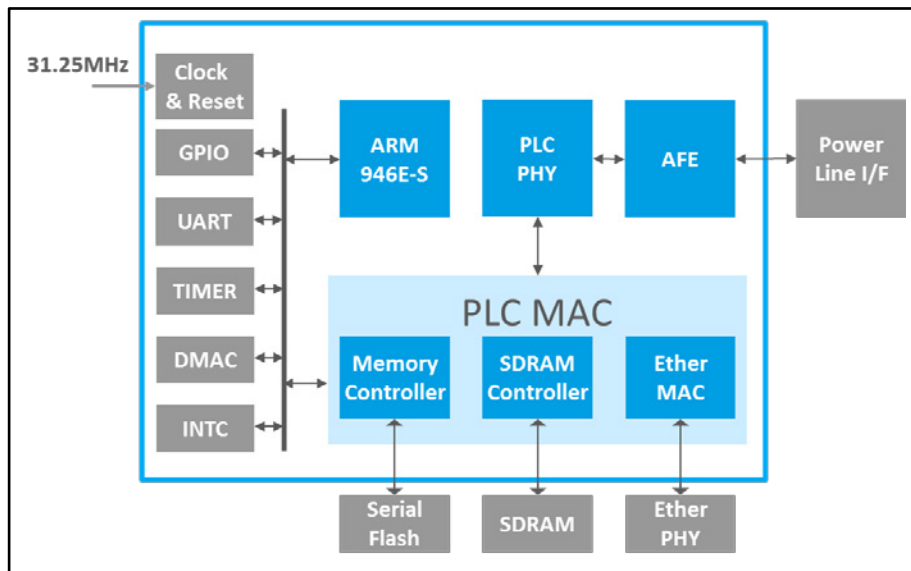 31.25MHz
Clock
& Reset
GPIO
UART
TIMER
DMAC
INTC
ARM
946E-S
PLC
PHY
AFE
Power
Line I/F
PLC MAC
Memory
Controller
SDRAM
Controller
Ether
MAC
Serial
Flash
SDRAM
Ether
PHY